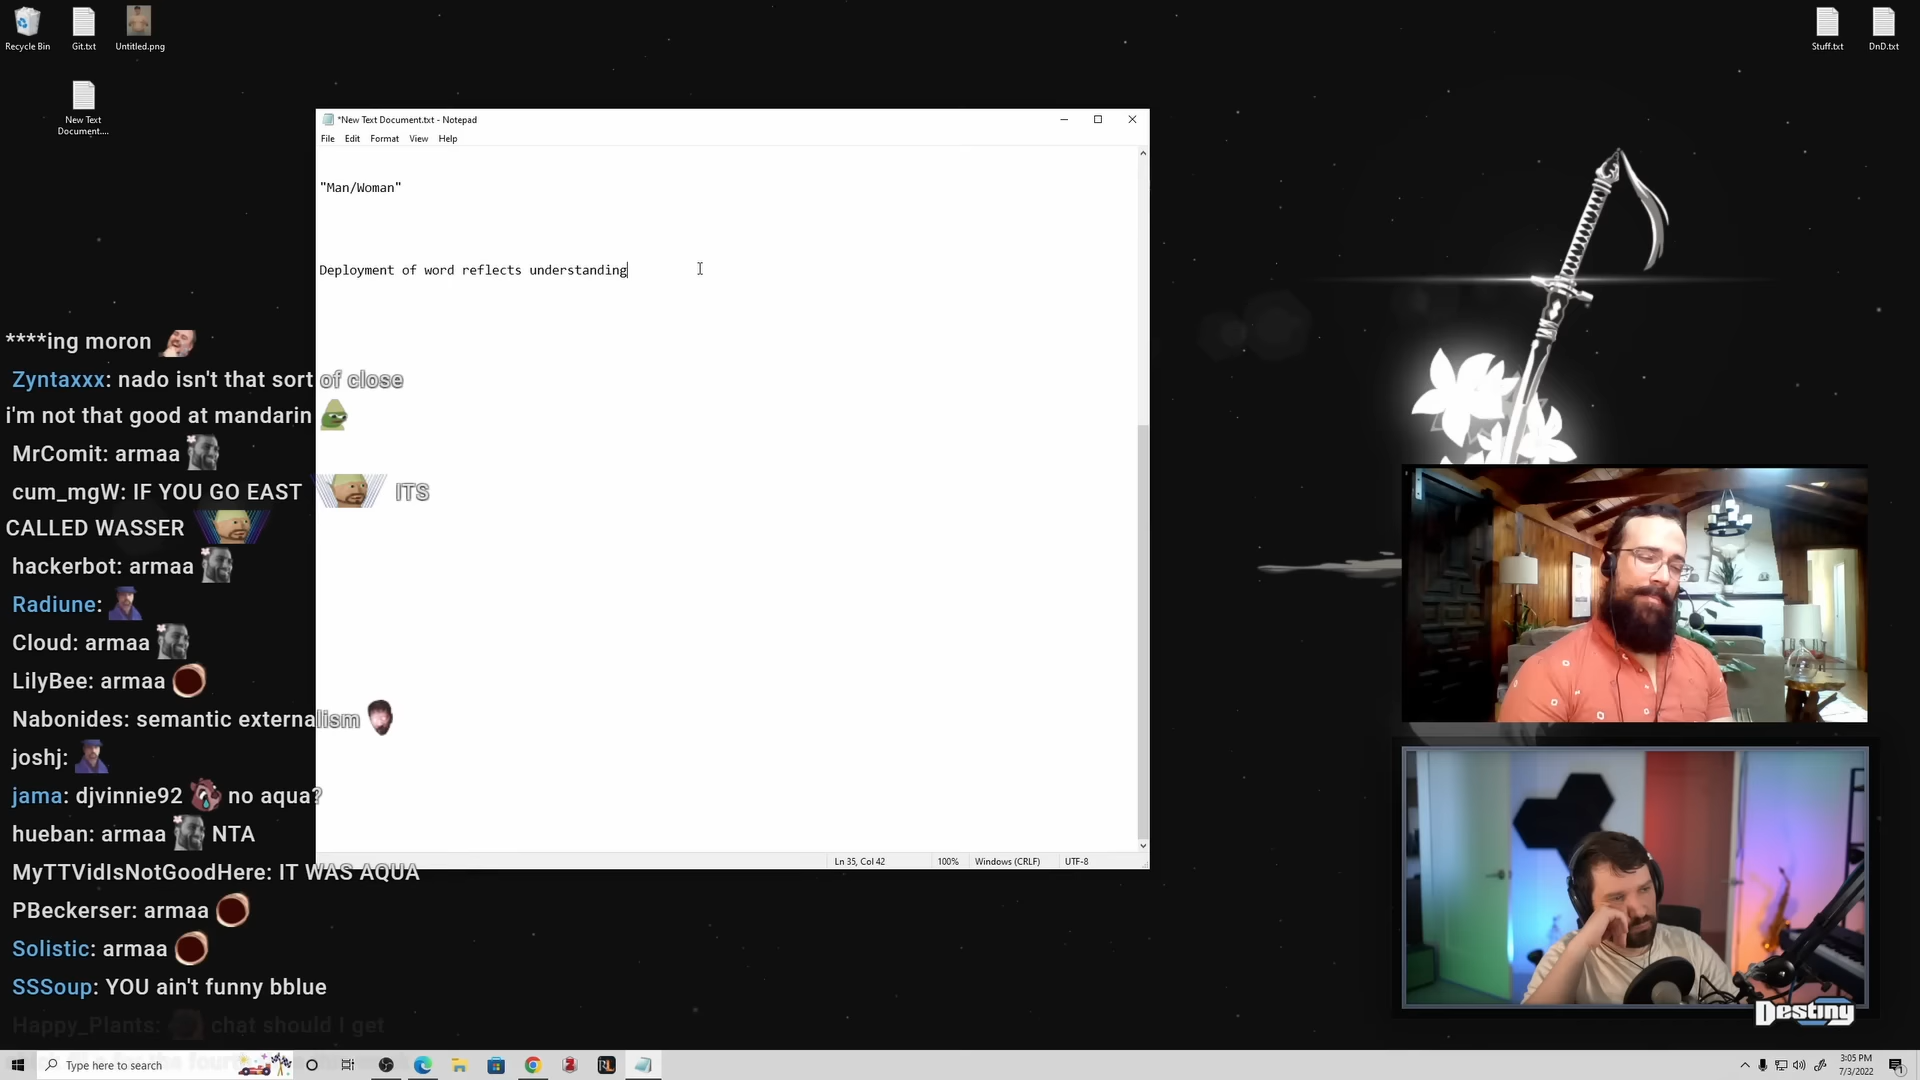 Recycle Bin
Git.txt
Untitled.png
New Text
Document....
Stuff.txt
DnD.txt
*New Text Document.txt - Notepad
File Edit Format View Help
"Man/Woman"
Deployment of word reflects understanding
Ln 35, Col 42
100%
Windows (CRLF)
UTF-8
****ing moron
Zyntaxxx: nado isn't that sort of close
i'm not that good at mandarin
MrComit: armaa
cum_mgW: IF YOU GO EAST ITS
CALLED WASSER
hackerbot: armaa
Radiune:
Cloud: armaa
LilyBee: armaa
Nabonides: semantic externalism
joshj:
jama: djvinnie92 no aqua?
hueban: armaa NTA
MyTTVidIsNotGoodHere: IT WAS AQUA
PBeckerser: armaa
Solistic: armaa
SSSoup: YOU ain't funny bblue
Happy_Plants: chat should I get
Destiny
Type here to search
3:05 PM
7/3/2022